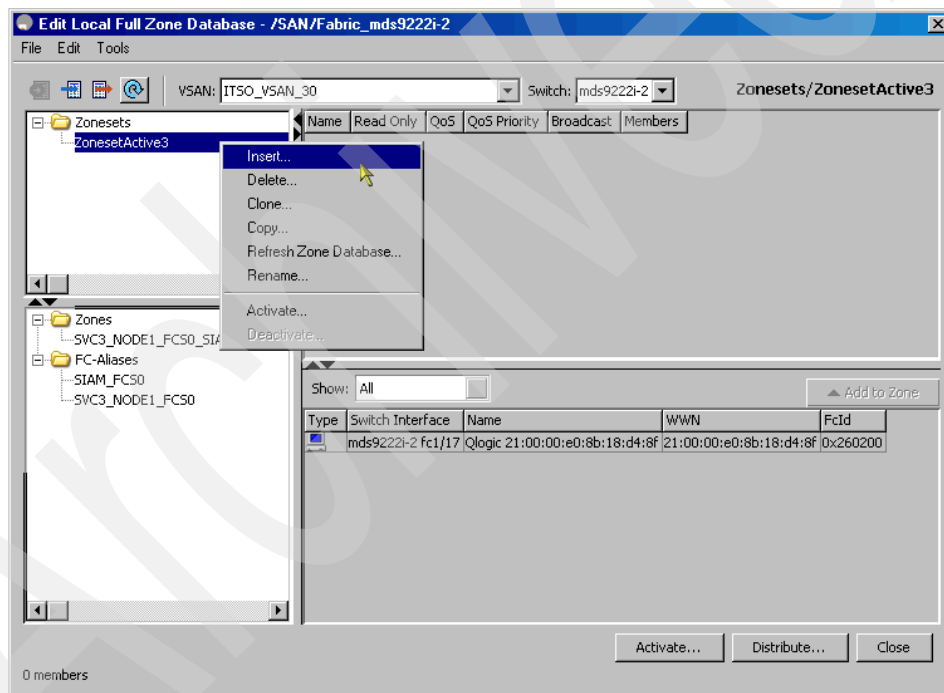 Edit Local Full Zone Database - /SAN/Fabric_mds9222i-2
File Edit Tools
VSAN: ITSO_VSAN_30 Switch: mds9222i-2 Zonesets/ZonesetActive3
Zonesets
ZonesetActive3
Name Read Only QoS QoS Priority Broadcast Members
Insert...
Delete...
Clone...
Copy...
Refresh Zone Database...
Rename...
Activate...
Deactivate...
Zones
SVC3_NODE1_FCS0_SIA
FC-Aliases
SIAM_FCS0
SVC3_NODE1_FCS0
Show: All Add to Zone
Type Switch Interface Name WWN FcId
mds9222i-2 fc1/17 Qlogic 21:00:00:e0:8b:18:d4:8f 21:00:00:e0:8b:18:d4:8f 0x260200
Activate... Distribute... Close
0 members